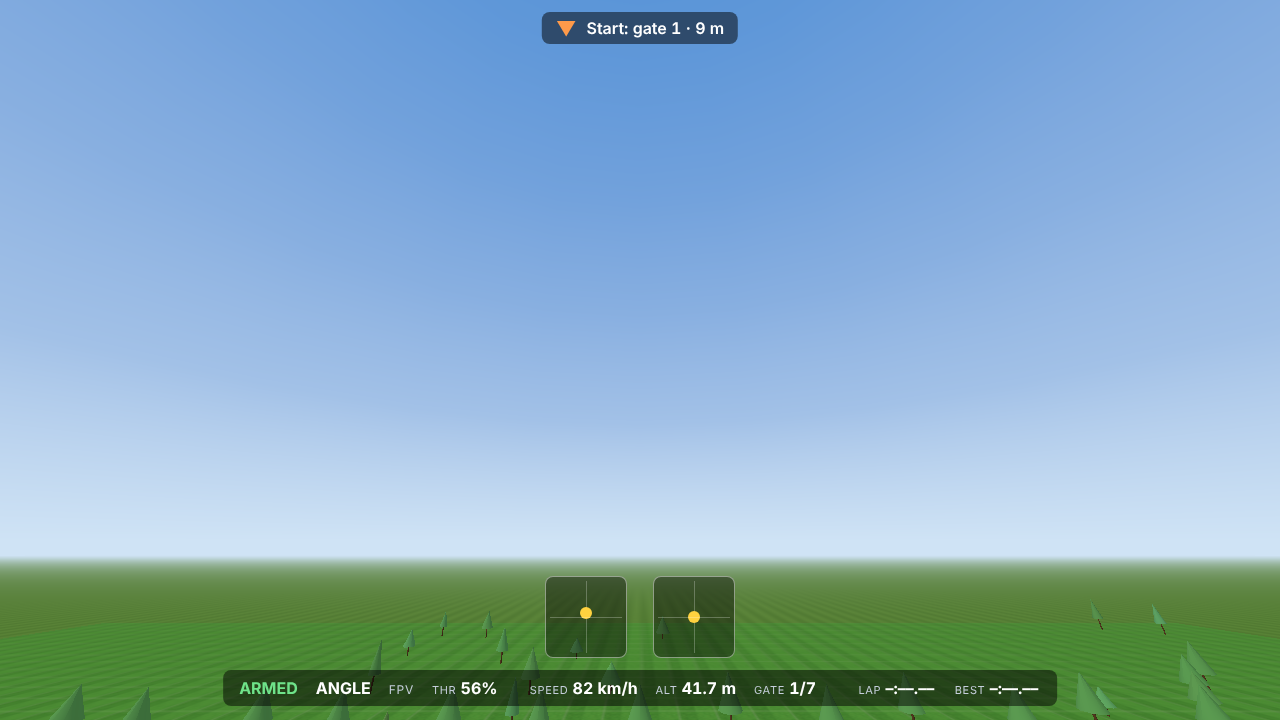 Start: gate 1 · 9 m
ARMED ANGLE FPV THR 56% SPEED 82 km/h ALT 41.7 m GATE 1/7 LAP –:––.–– BEST –:––.––